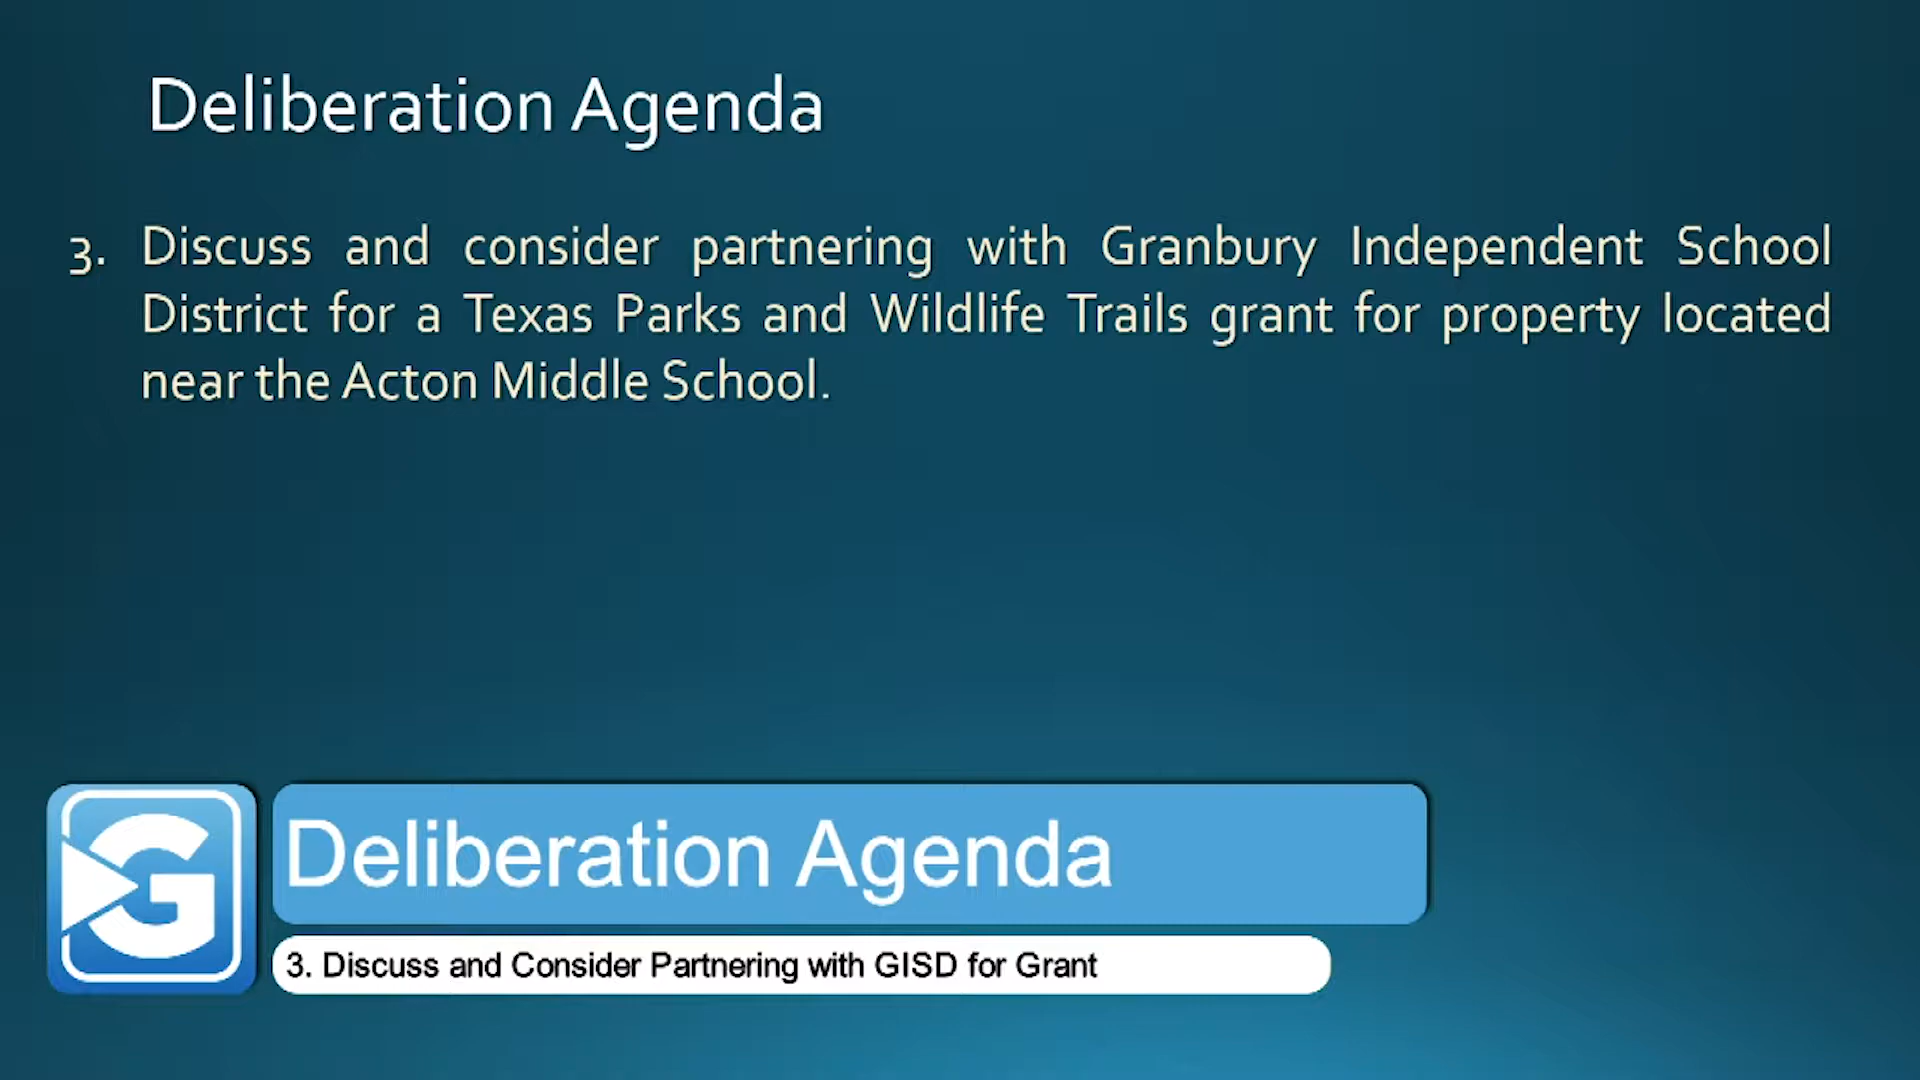 Deliberation Agenda
3. Discuss and consider partnering with Granbury Independent School
District for a Texas Parks and Wildlife Trails grant for property located
near the Acton Middle School.
G
Deliberation Agenda
3. Discuss and Consider Partnering with GISD for Grant